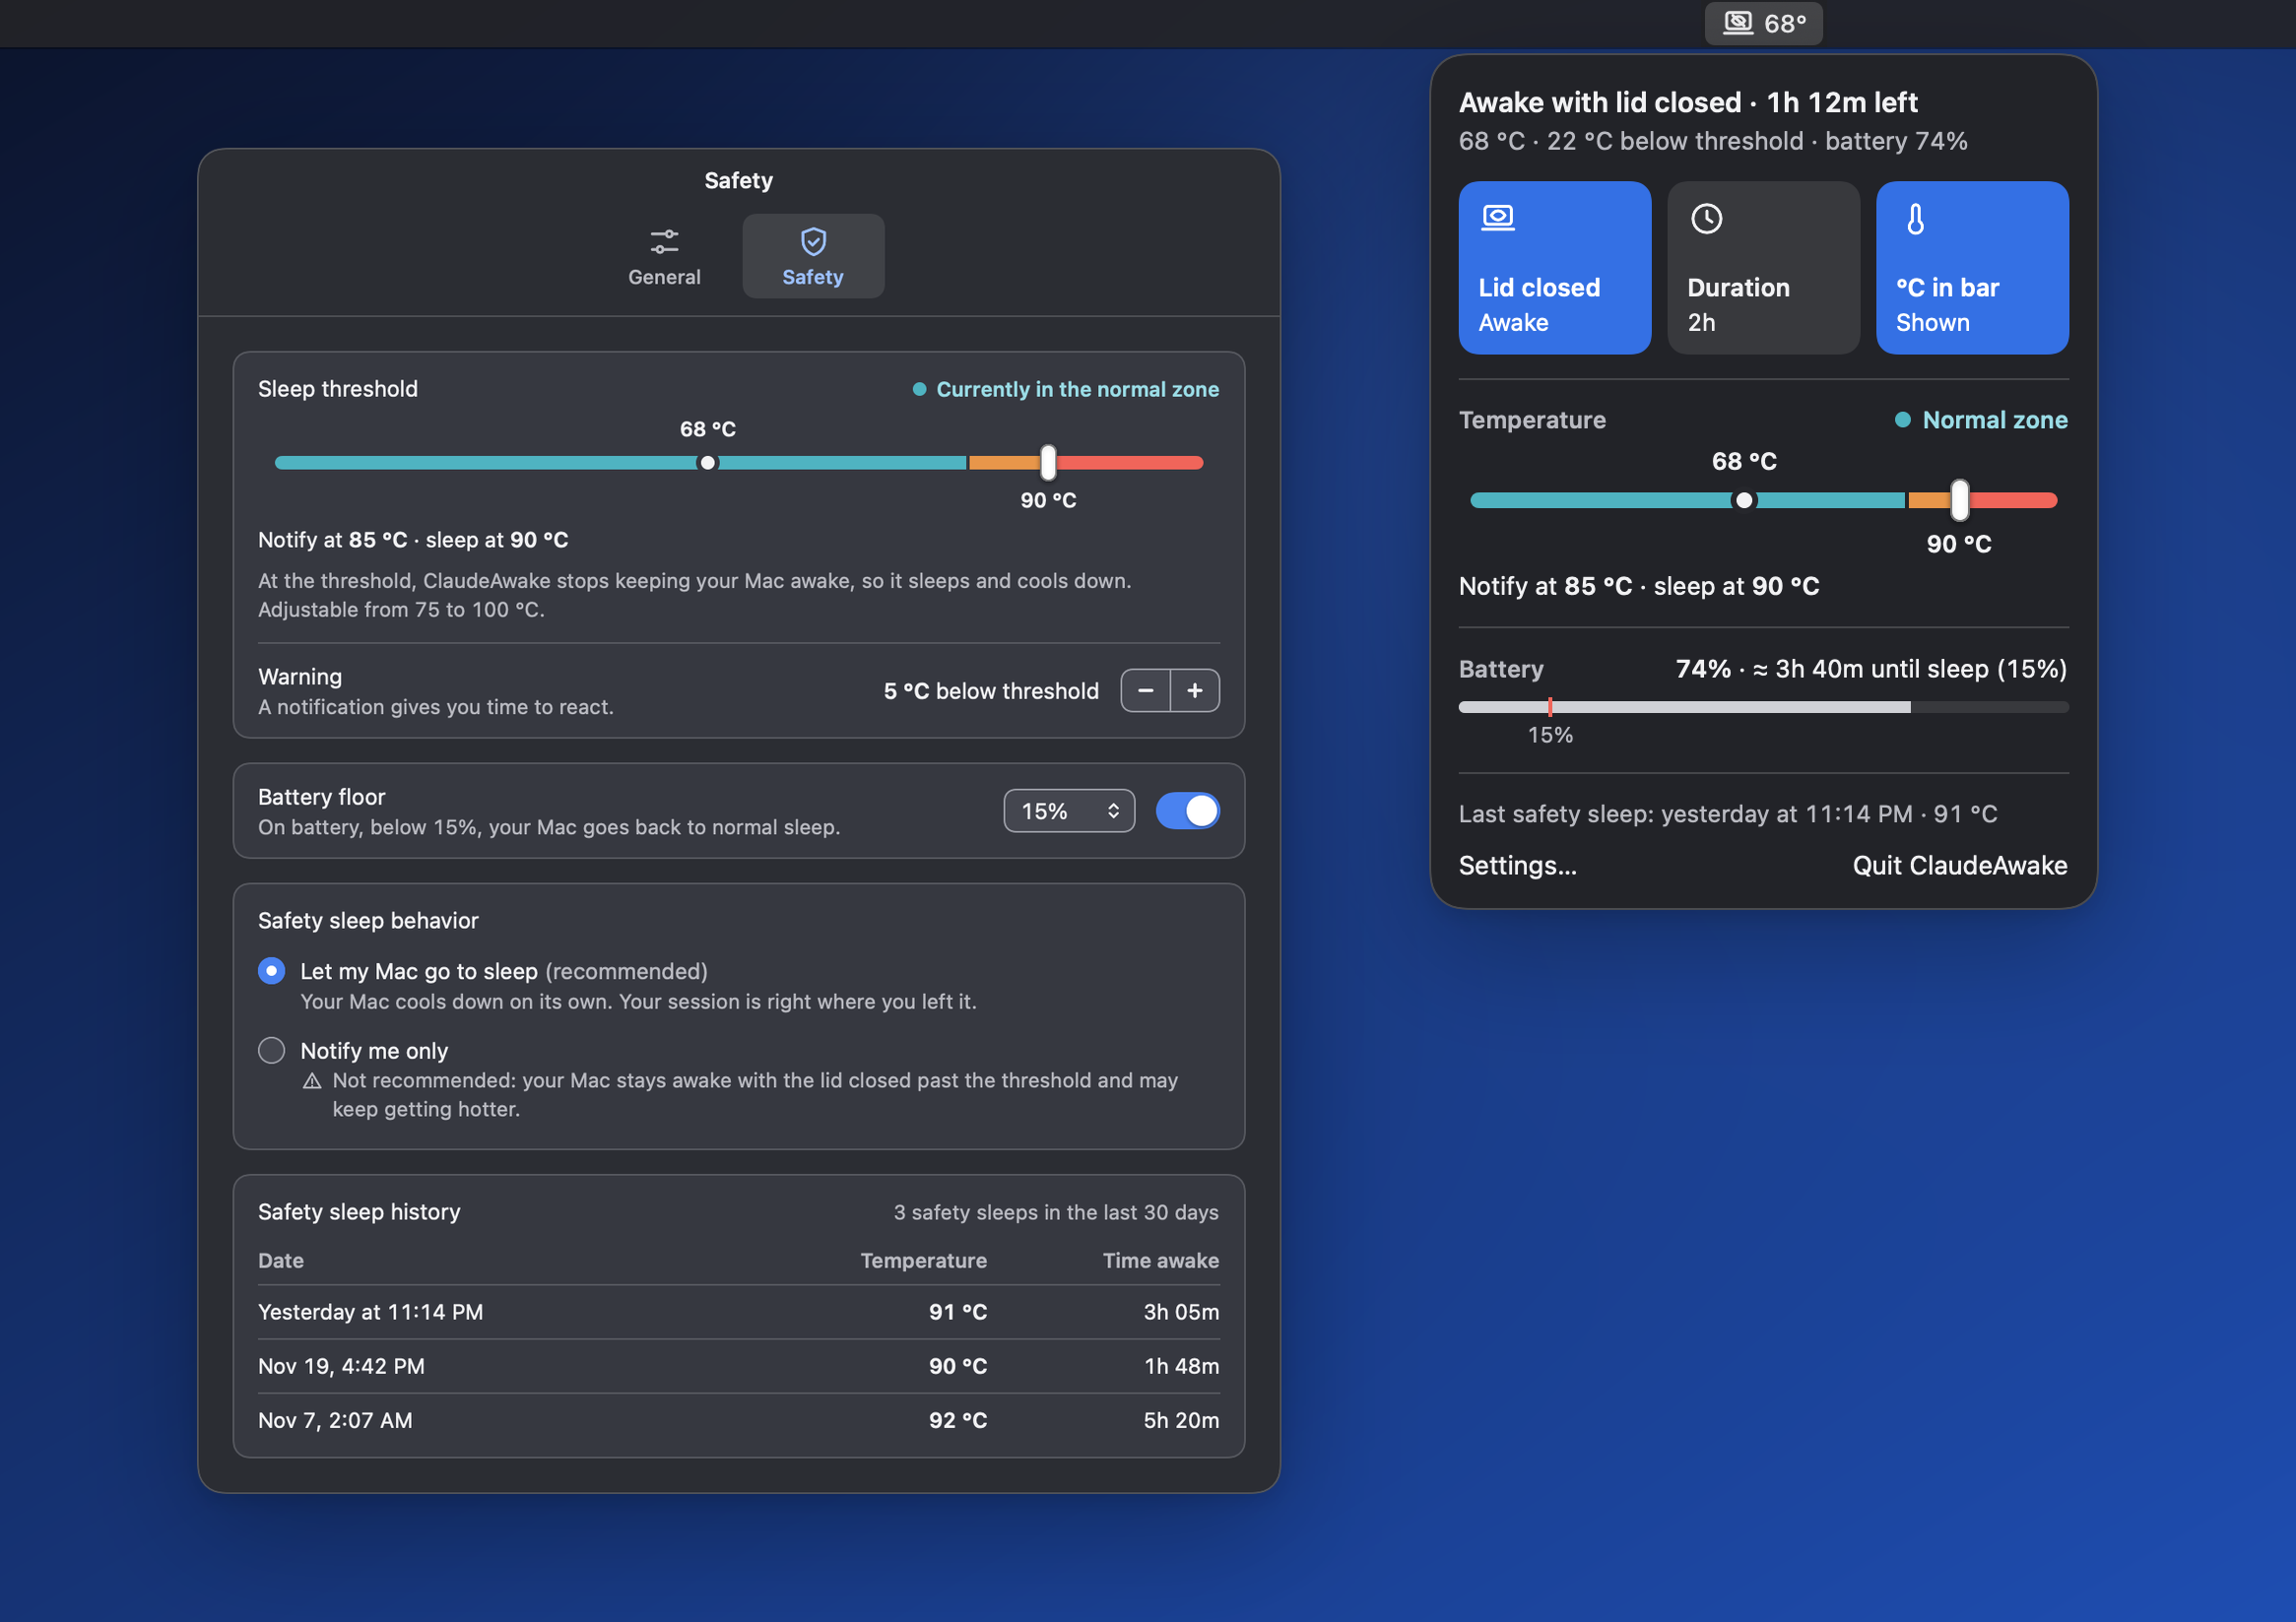 68°
Safety
General
Safety
Sleep threshold
Currently in the normal zone
68 °C
90 °C
Notify at 85 °C · sleep at 90 °C
At the threshold, ClaudeAwake stops keeping your Mac awake, so it sleeps and cools down.
Adjustable from 75 to 100 °C.
Warning
A notification gives you time to react.
5 °C below threshold
Battery floor
On battery, below 15%, your Mac goes back to normal sleep.
15%
Safety sleep behavior
Let my Mac go to sleep (recommended)
Your Mac cools down on its own. Your session is right where you left it.
Notify me only
Not recommended: your Mac stays awake with the lid closed past the threshold and may
keep getting hotter.
Safety sleep history
3 safety sleeps in the last 30 days
Date Temperature Time awake
Yesterday at 11:14 PM 91 °C 3h 05m
Nov 19, 4:42 PM 90 °C 1h 48m
Nov 7, 2:07 AM 92 °C 5h 20m
Awake with lid closed · 1h 12m left
68 °C · 22 °C below threshold · battery 74%
Lid closed
Awake
Duration
2h
°C in bar
Shown
Temperature
Normal zone
68 °C
90 °C
Notify at 85 °C · sleep at 90 °C
Battery
74% · ≈ 3h 40m until sleep (15%)
15%
Last safety sleep: yesterday at 11:14 PM · 91 °C
Settings...
Quit ClaudeAwake